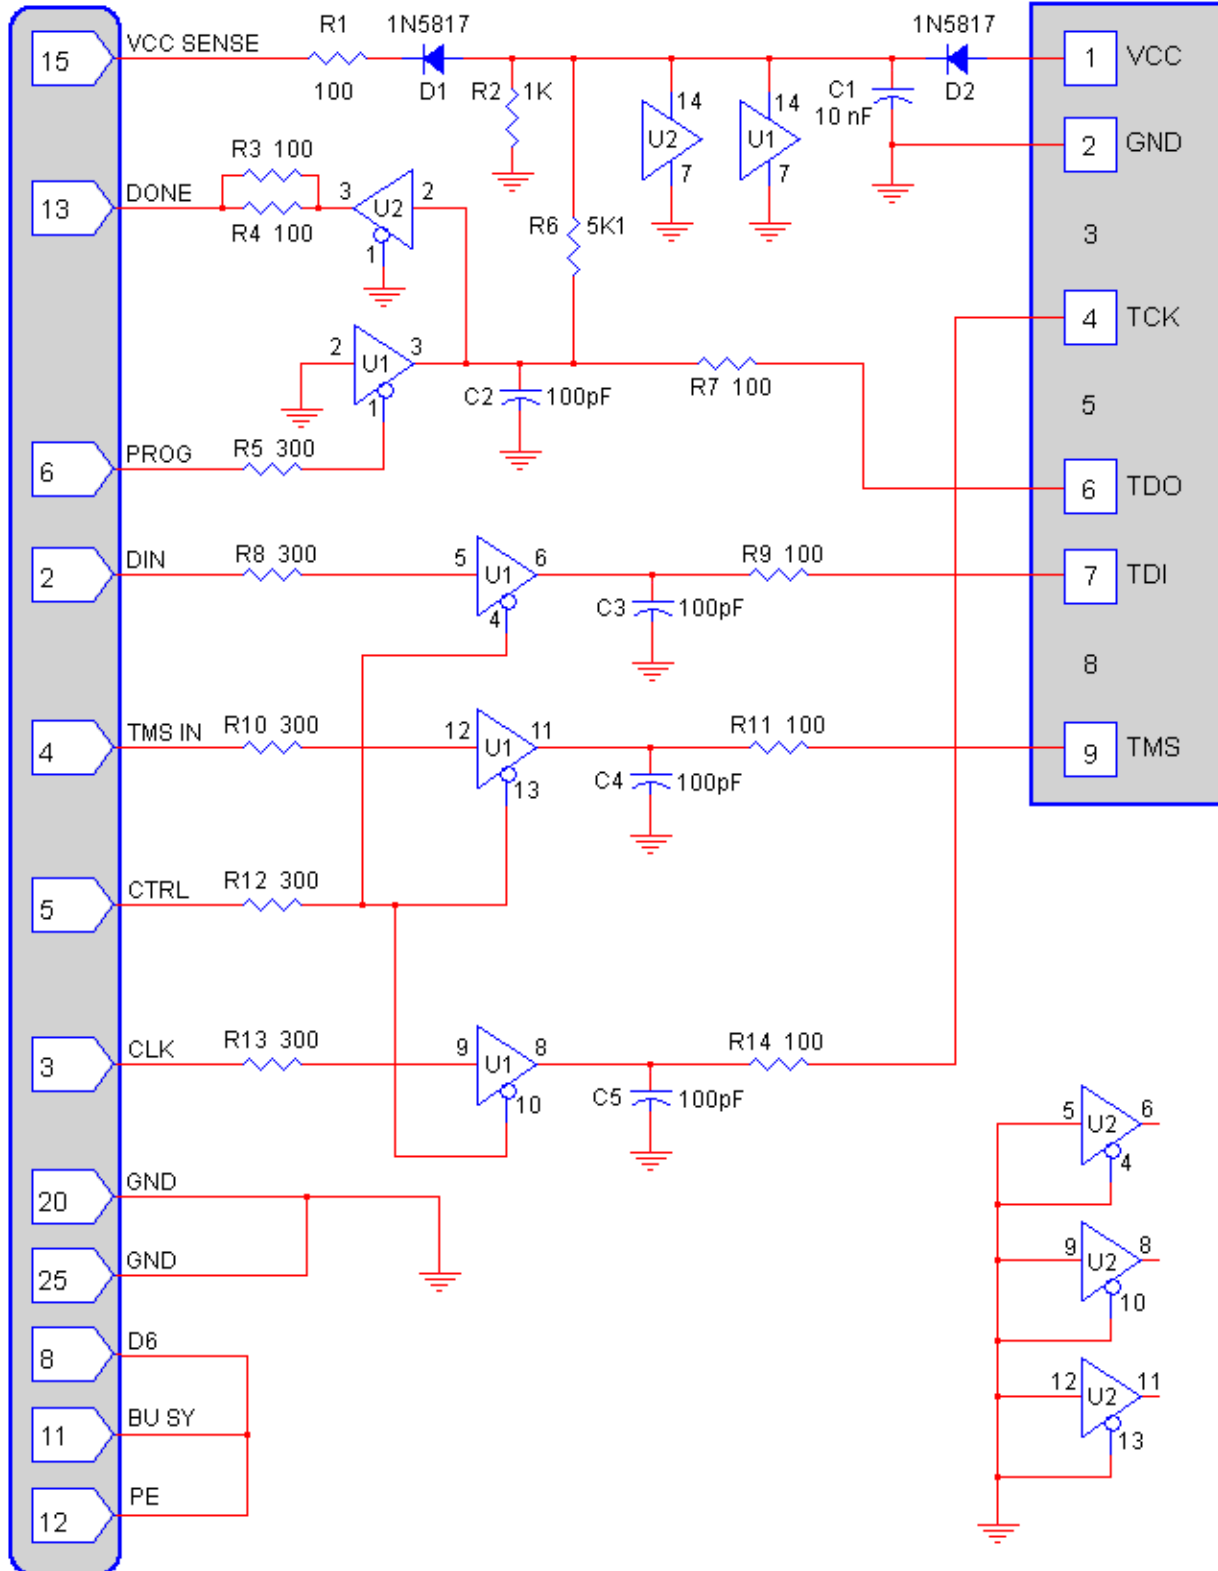 R1
1N5817
1N5817
15
VCC SENSE
100
D1
R2
1K
14
U2
7
14
U1
7
C1
10 nF
D2
1
VCC
2
GND
R3 100
13
DONE
R4 100
3
U2
2
1
R6
5K1
3
4
TCK
2
U1
3
1
C2
100pF
R7 100
5
6
PROG
R5 300
6
TDO
2
DIN
R8 300
5
U1
6
4
C3
100pF
R9 100
7
TDI
8
4
TMS IN
R10 300
12
U1
11
13
C4
100pF
R11 100
9
TMS
5
CTRL
R12 300
3
CLK
R13 300
9
U1
8
10
C5
100pF
R14 100
5
U2
6
4
20
GND
25
GND
9
U2
8
10
8
D6
11
BU SY
12
U2
11
13
12
PE